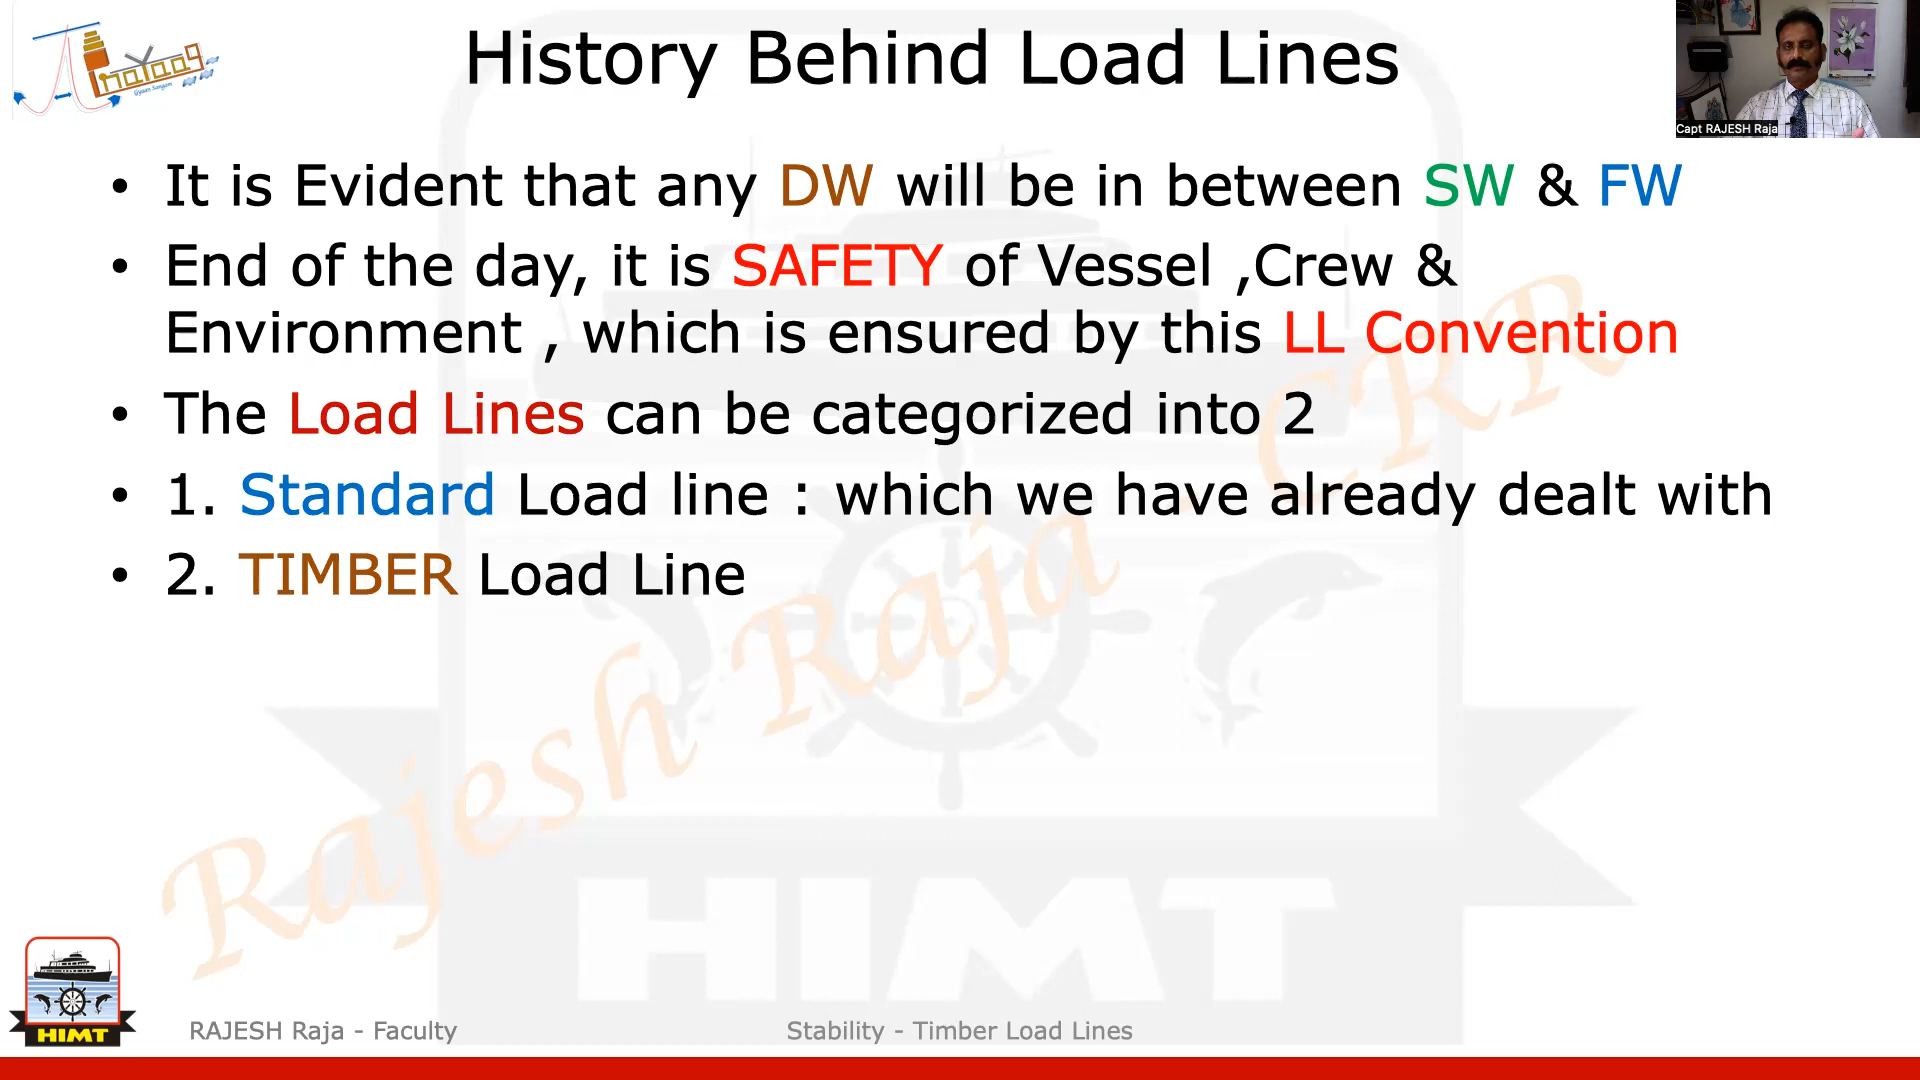 History Behind Load Lines
Capt RAJESH Raja
• It is Evident that any DW will be in between SW & FW
• End of the day, it is SAFETY of Vessel ,Crew &
Environment , which is ensured by this LL Convention
• The Load Lines can be categorized into 2
• 1. Standard Load line : which we have already dealt with
• 2. TIMBER Load Line
Rajesh Raja - CRR
HIMT
HIMT
RAJESH Raja - Faculty
Stability - Timber Load Lines